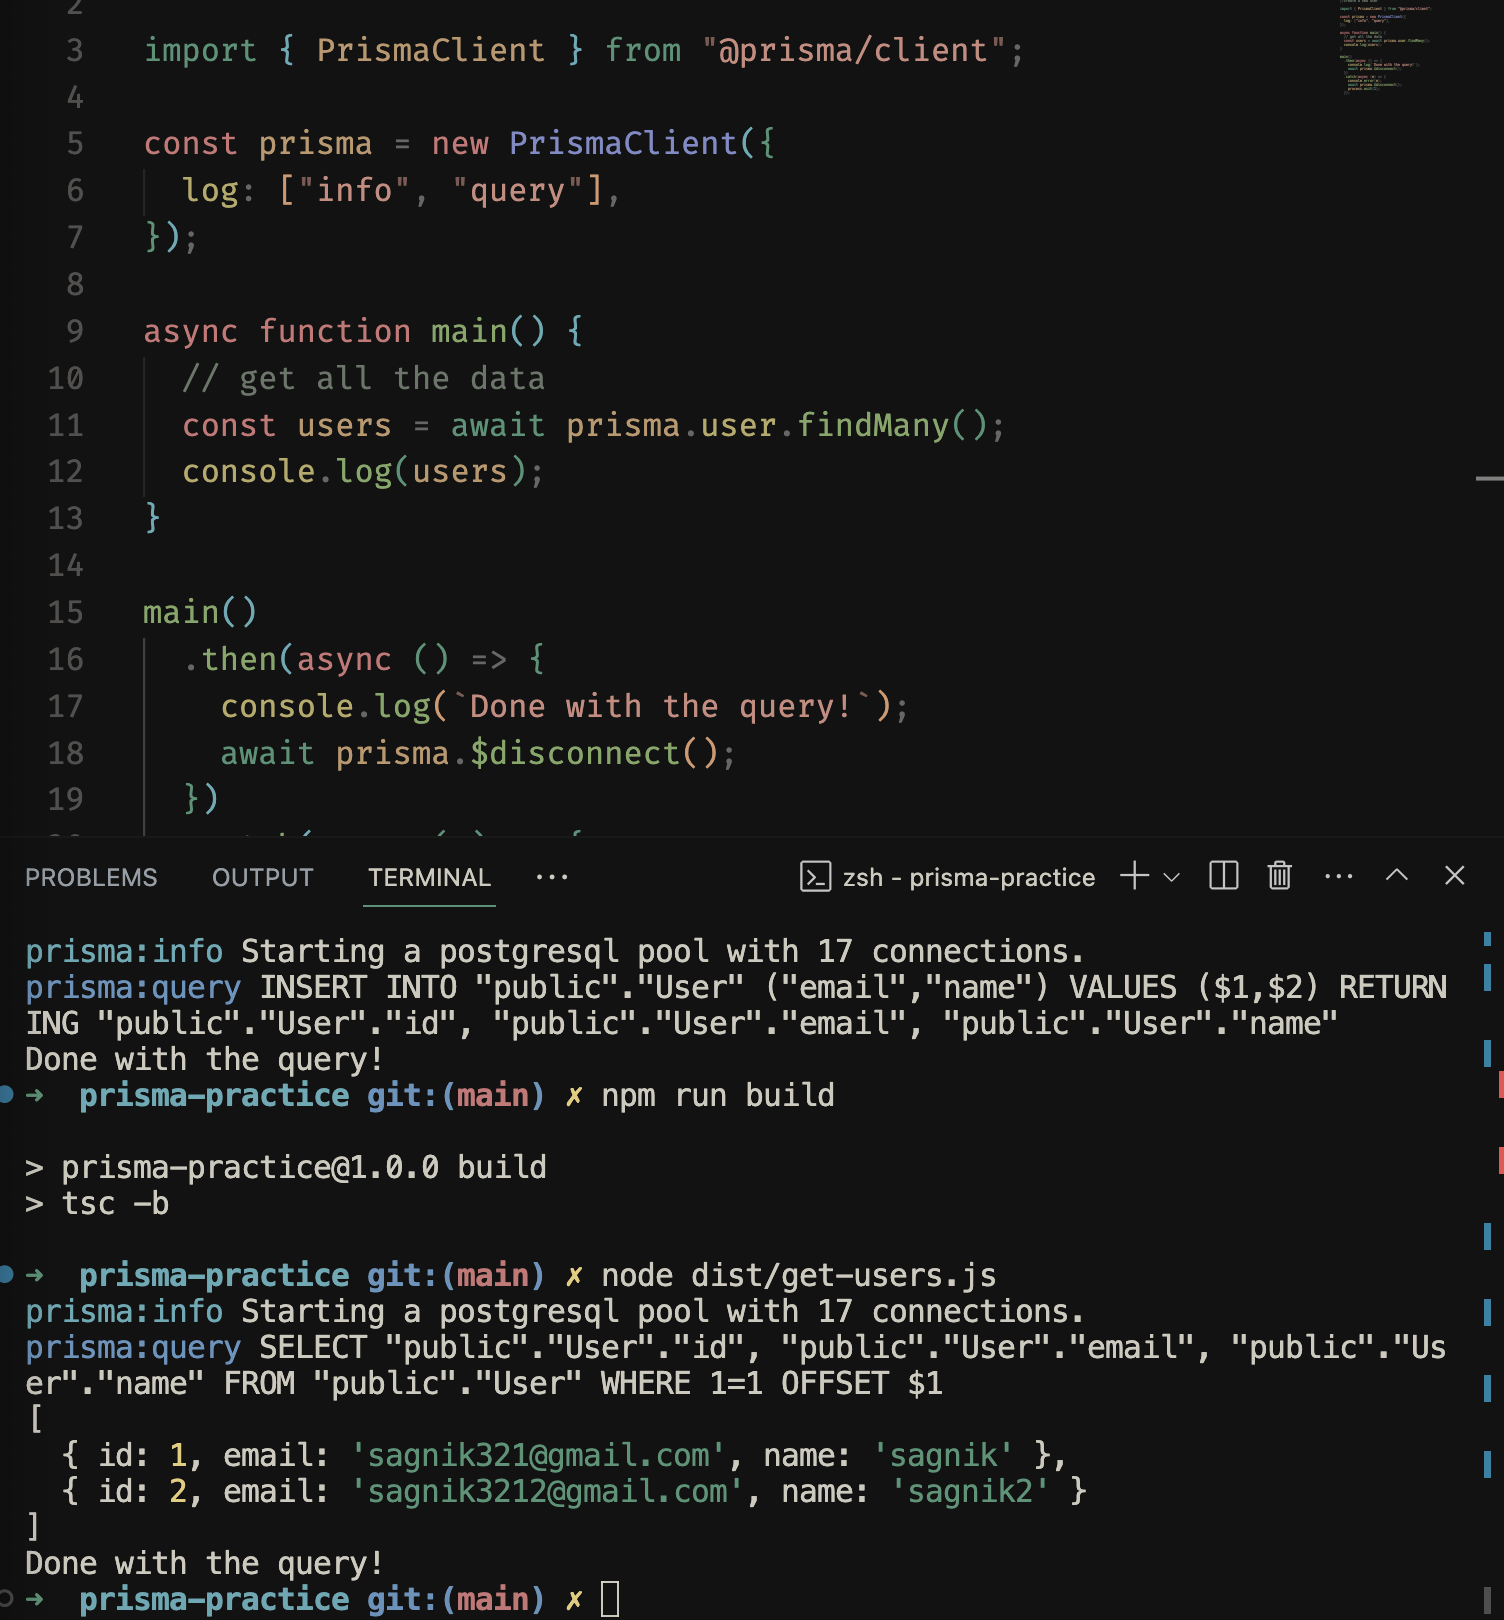 2
3 import { PrismaClient } from "@prisma/client";
4
5 const prisma = new PrismaClient({
6 log: ["info", "query"],
7 });
8
9 async function main() {
10 // get all the data
11 const users = await prisma.user.findMany();
12 console.log(users);
13 }
14
15 main()
16 .then(async () => {
17 console.log(`Done with the query!`);
18 await prisma.$disconnect();
19 })
PROBLEMS OUTPUT TERMINAL ··· zsh - prisma-practice
prisma:info Starting a postgresql pool with 17 connections.
prisma:query INSERT INTO "public"."User" ("email","name") VALUES ($1,$2) RETURN
ING "public"."User"."id", "public"."User"."email", "public"."User"."name"
Done with the query!
➜ prisma-practice git:(main) ✗ npm run build
> prisma-practice@1.0.0 build
> tsc -b
➜ prisma-practice git:(main) ✗ node dist/get-users.js
prisma:info Starting a postgresql pool with 17 connections.
prisma:query SELECT "public"."User"."id", "public"."User"."email", "public"."Us
er"."name" FROM "public"."User" WHERE 1=1 OFFSET $1
[
{ id: 1, email: 'sagnik321@gmail.com', name: 'sagnik' },
{ id: 2, email: 'sagnik3212@gmail.com', name: 'sagnik2' }
]
Done with the query!
➜ prisma-practice git:(main) ✗